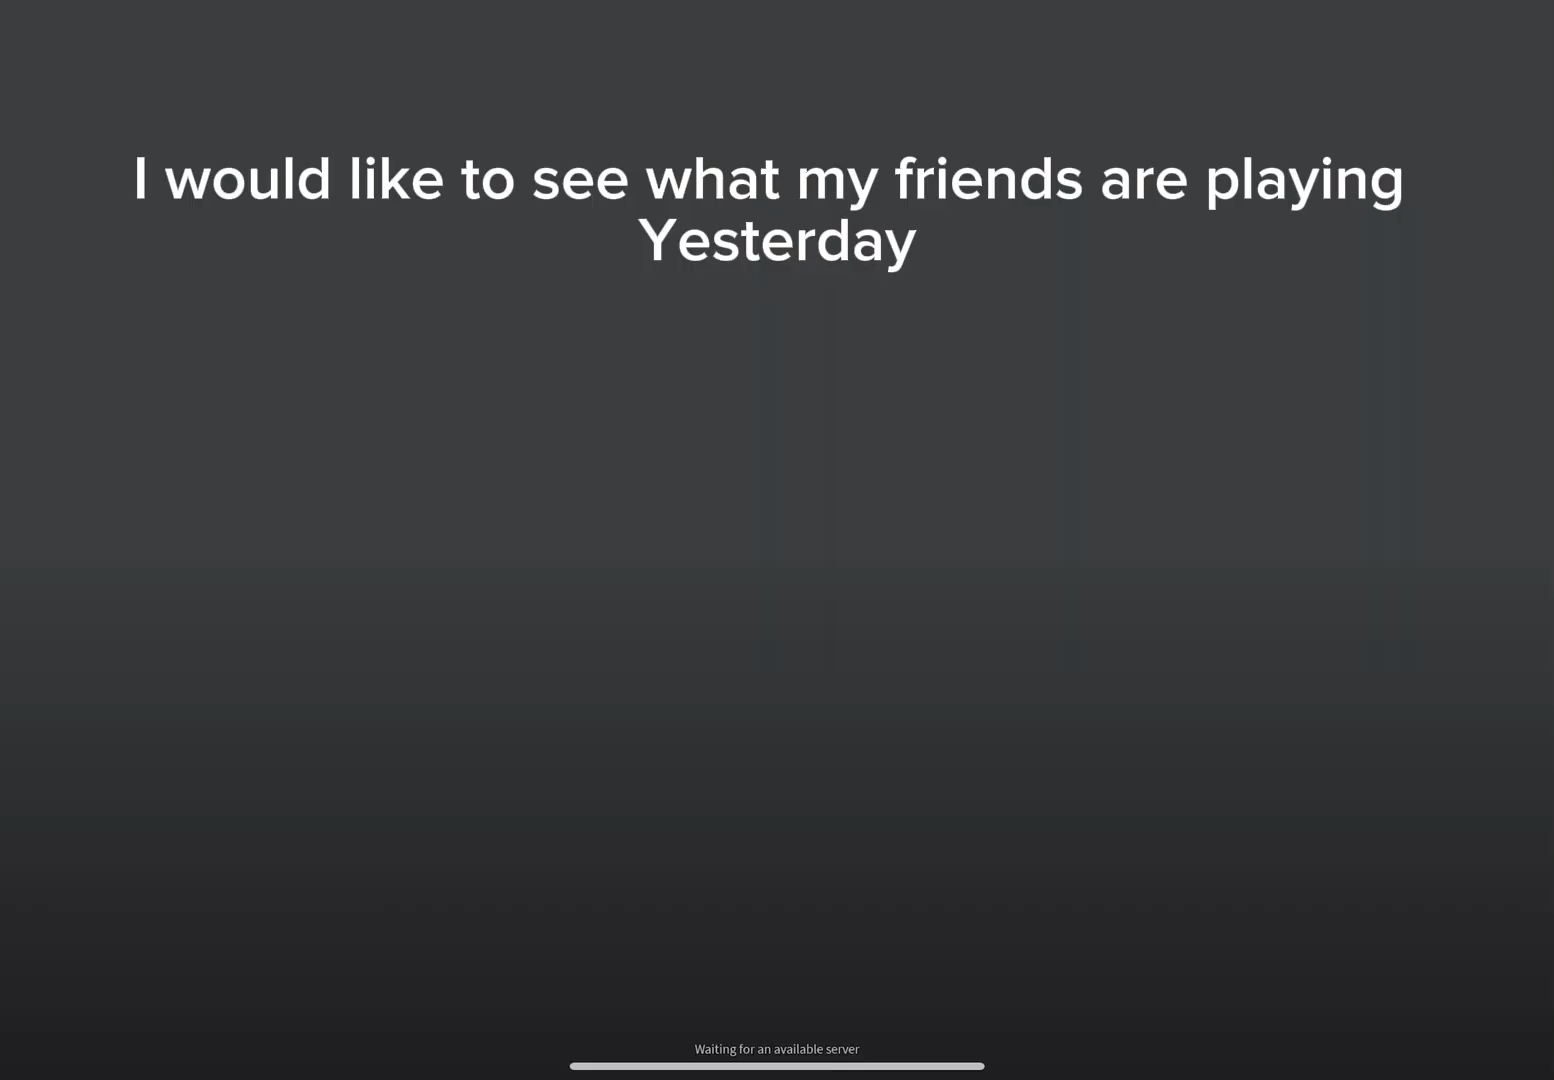 I would like to see what my friends are playing
Yesterday
Waiting for an available server